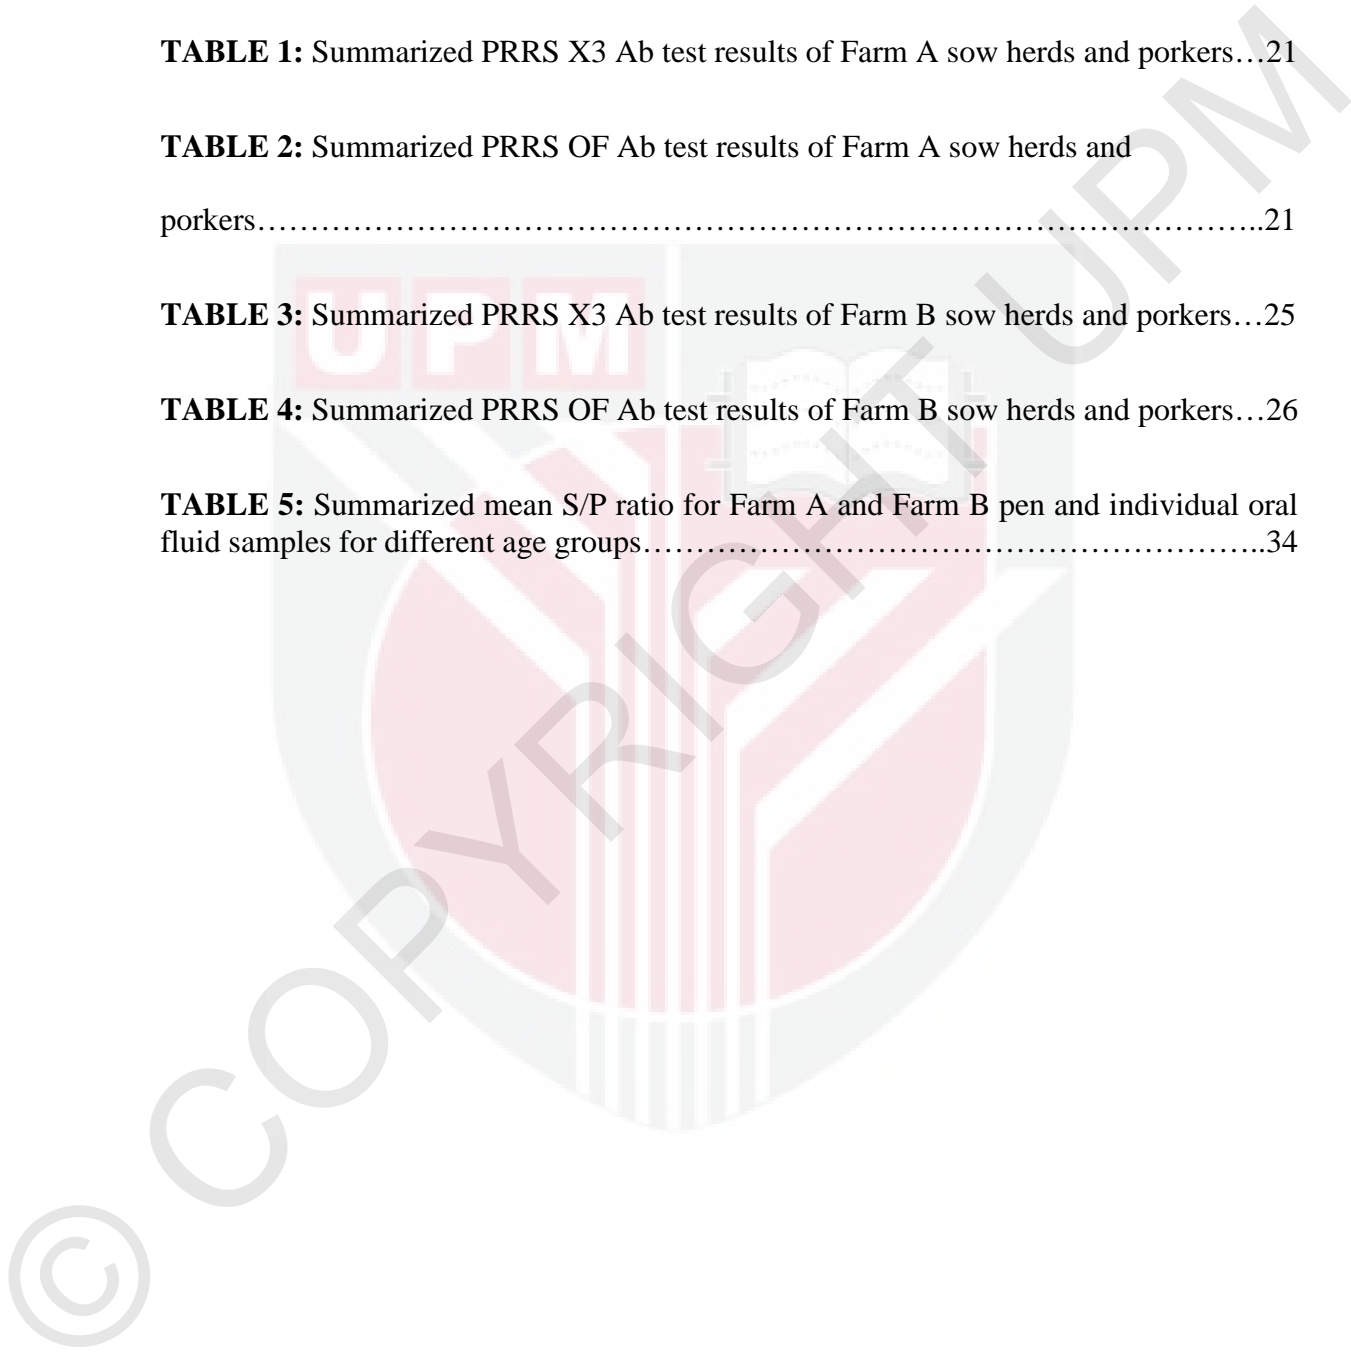 TABLE 1: Summarized PRRS X3 Ab test results of Farm A sow herds and porkers…21
TABLE 2: Summarized PRRS OF Ab test results of Farm A sow herds and
porkers…………………………………………………………………………………..21
TABLE 3: Summarized PRRS X3 Ab test results of Farm B sow herds and porkers…25
TABLE 4: Summarized PRRS OF Ab test results of Farm B sow herds and porkers…26
TABLE 5: Summarized mean S/P ratio for Farm A and Farm B pen and individual oral
fluid samples for different age groups…………………………………………………..34
UPM
© COPYRIGHT UPM